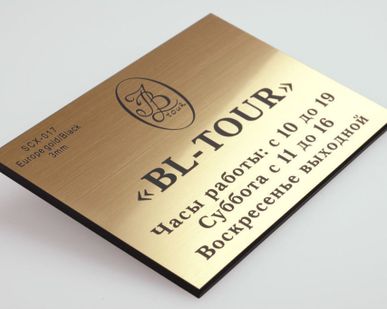 SCX-017
Europe gold/Black
3mm
BL
TOUR
«BL-TOUR»
Часы работы: с 10 до 19
Суббота с 11 до 16
Воскресенье выходной